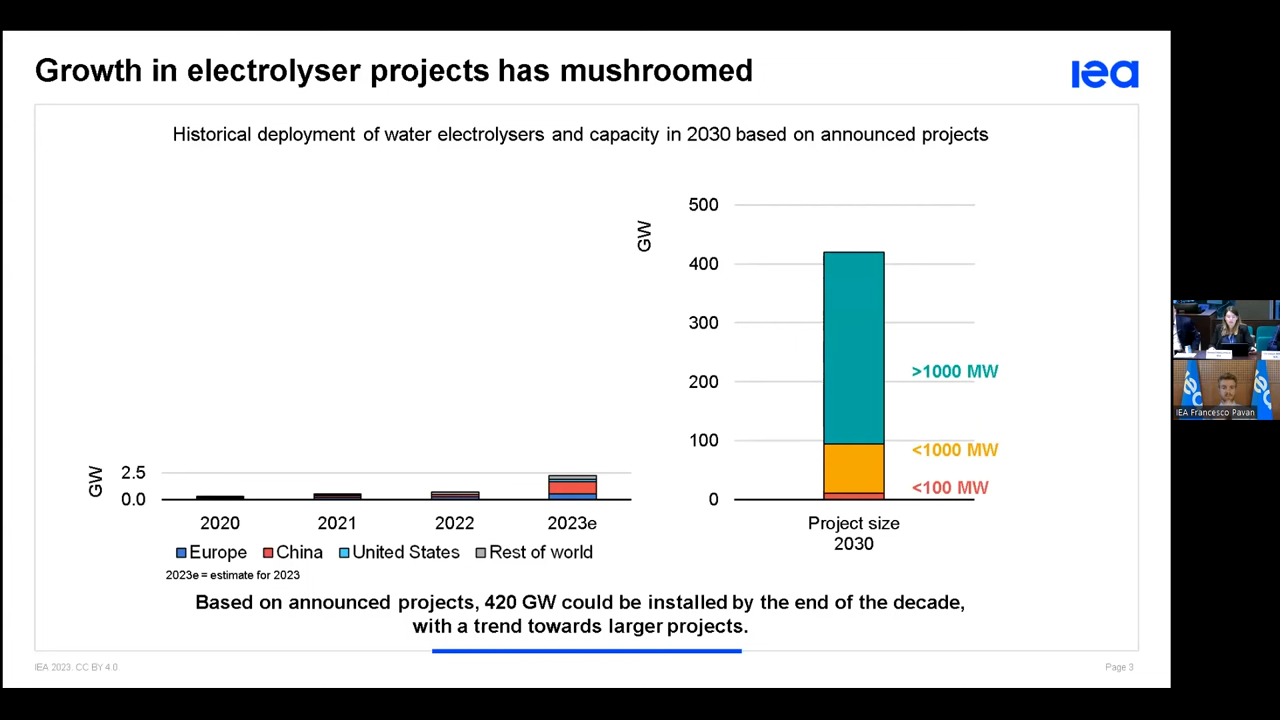 Growth in electrolyser projects has mushroomed
iea
Historical deployment of water electrolysers and capacity in 2030 based on announced projects
GW
2.5
0.0
2020
2021
2022
2023e
Europe
China
United States
Rest of world
2023e = estimate for 2023
GW
500
400
300
200
100
0
>1000 MW
<1000 MW
<100 MW
Project size
2030
Based on announced projects, 420 GW could be installed by the end of the decade,
with a trend towards larger projects.
IEA 2023. CC BY 4.0.
Page 3
IEA Francesco Pavan